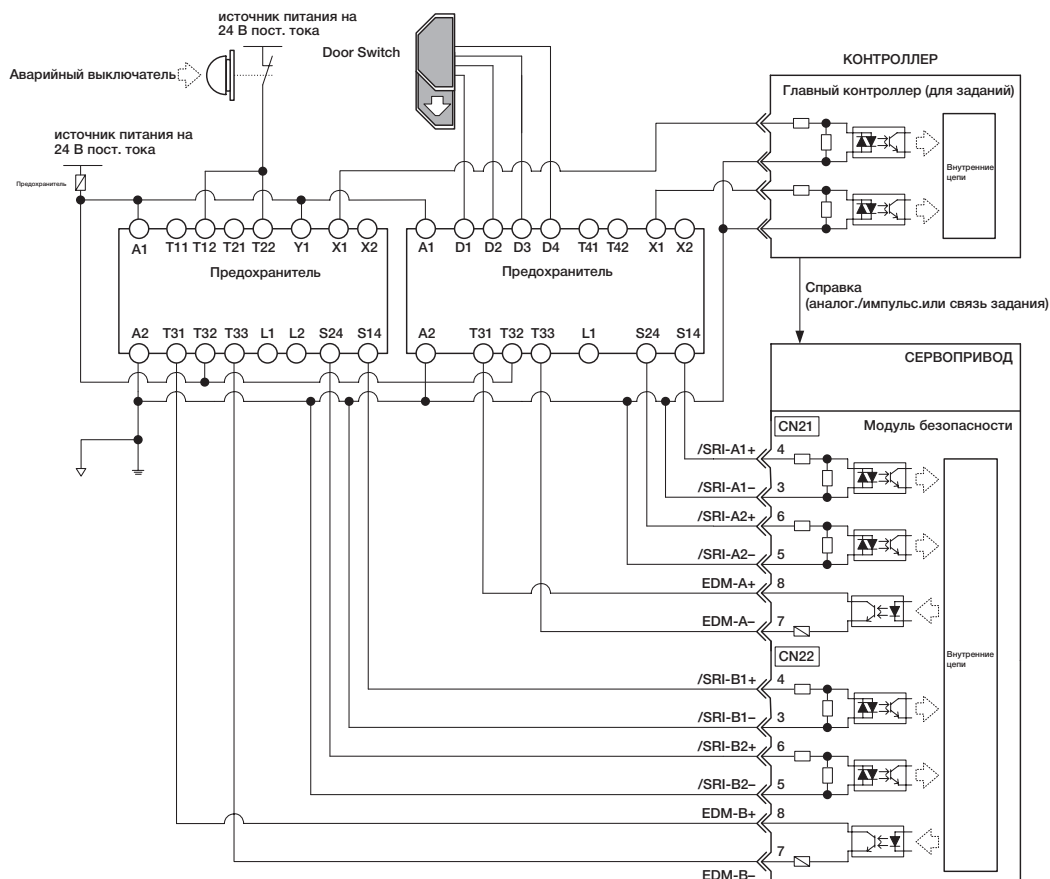 источник питания на
24 В пост. тока
Door Switch
Аварийный выключатель
источник питания на
24 В пост. тока
Предохранитель
КОНТРОЛЛЕР
Главный контроллер (для заданий)
Внутренние
цепи
A1 T11 T12 T21 T22 Y1 X1 X2
Предохранитель
A2 T31 T32 T33 L1 L2 S24 S14
A1 D1 D2 D3 D4 T41 T42 X1 X2
Предохранитель
A2 T31 T32 T33 L1 S24 S14
Справка
(аналог./импульс.или связь задания)
СЕРВОПРИВОД
Модуль безопасности
CN21
/SRI-A1+ 4
/SRI-A1– 3
/SRI-A2+ 6
/SRI-A2– 5
EDM-A+ 8
EDM-A– 7
Внутренние
цепи
CN22
/SRI-B1+ 4
/SRI-B1– 3
/SRI-B2+ 6
/SRI-B2– 5
EDM-B+ 8
7
EDM-B–